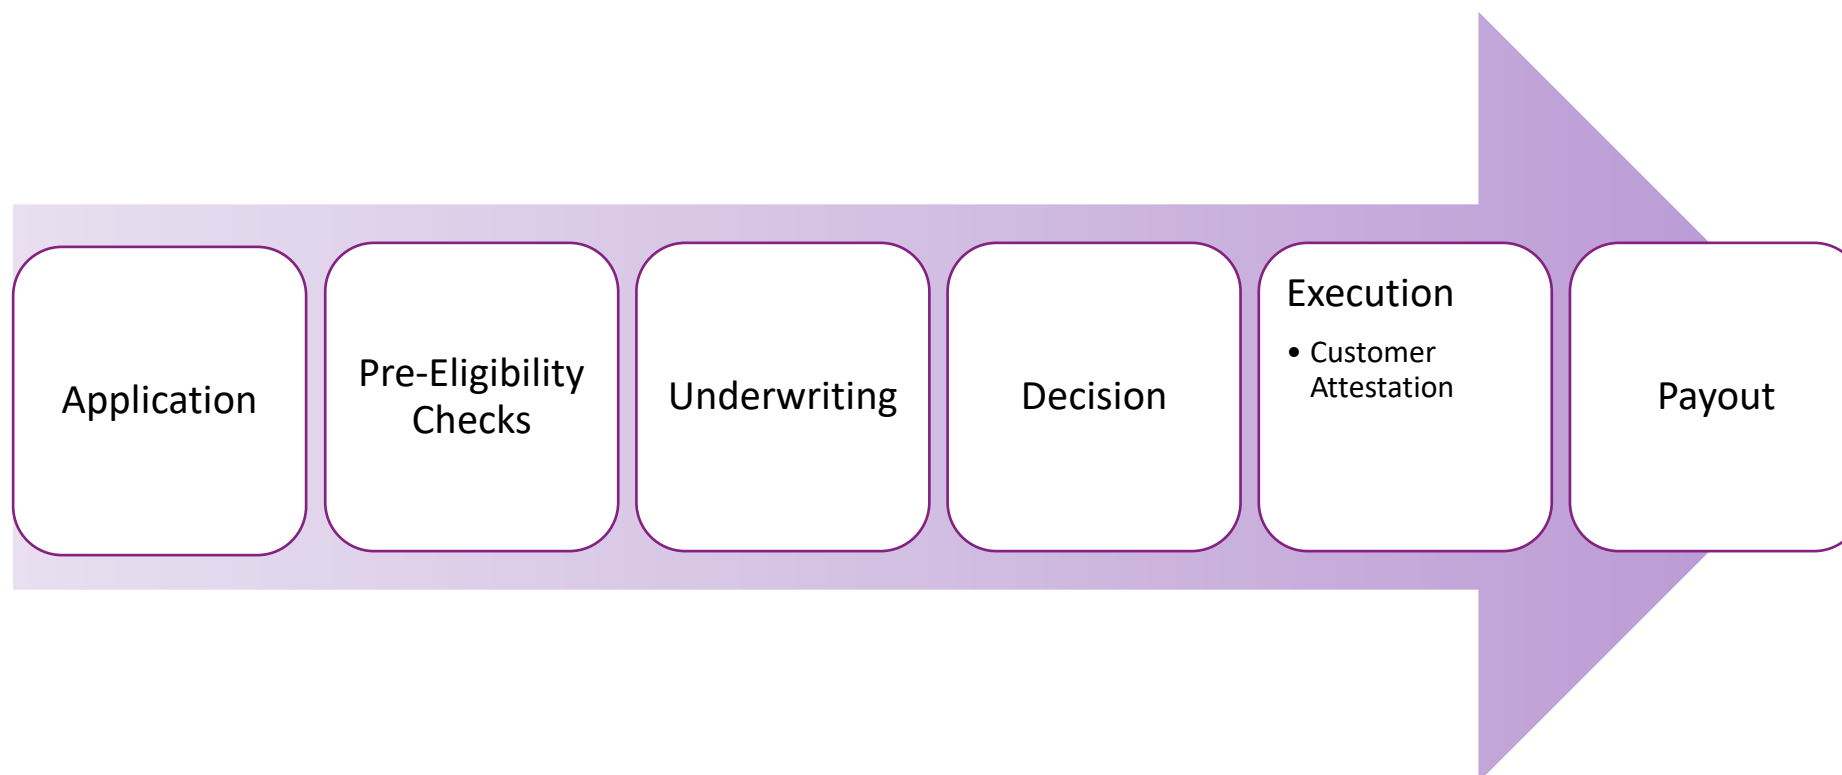 Application
Pre-Eligibility
Checks
Underwriting
Decision
Execution
• Customer
Attestation
Payout